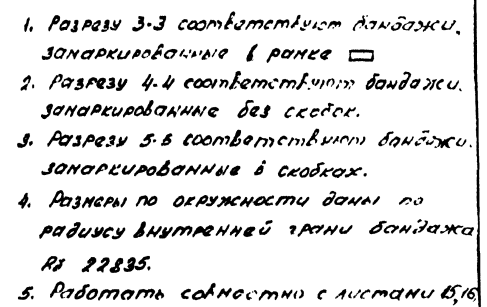 1. Разрезу 3-3 соответствуют бандажи,
замаркированные в рамке
2. Разрезу 4-4 соответствуют бандажи,
замаркированные без скобок.
3. Разрезу 5-5 соответствуют бандажи,
замаркированные в скобках.
4. Размеры по окружности даны по
радиусу внутренней грани бандажа
22835.
5. Работать совместно с листами 15,16,